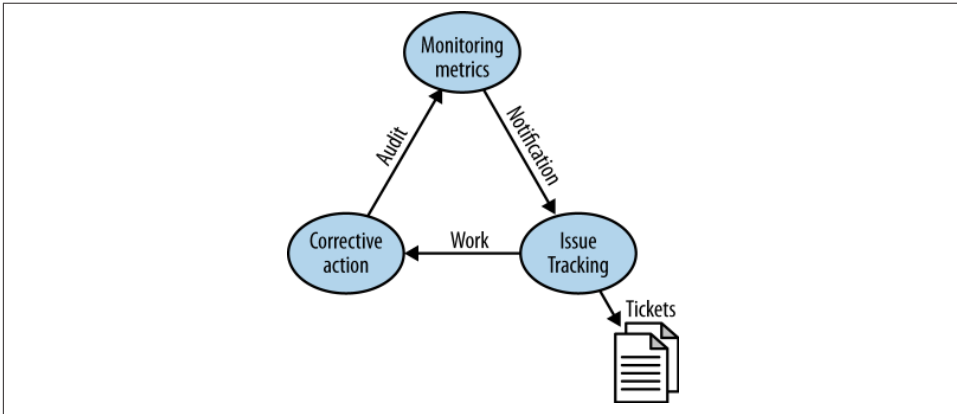 Monitoring
metrics
Audit
Notification
Corrective
action
Work
Issue
Tracking
Tickets